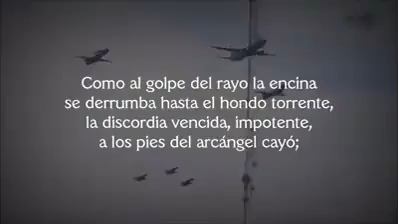 Como al golpe del rayo la encina
se derrumba hasta el hondo torrente,
la discordia vencida, impotente,
a los pies del arcángel cayó;